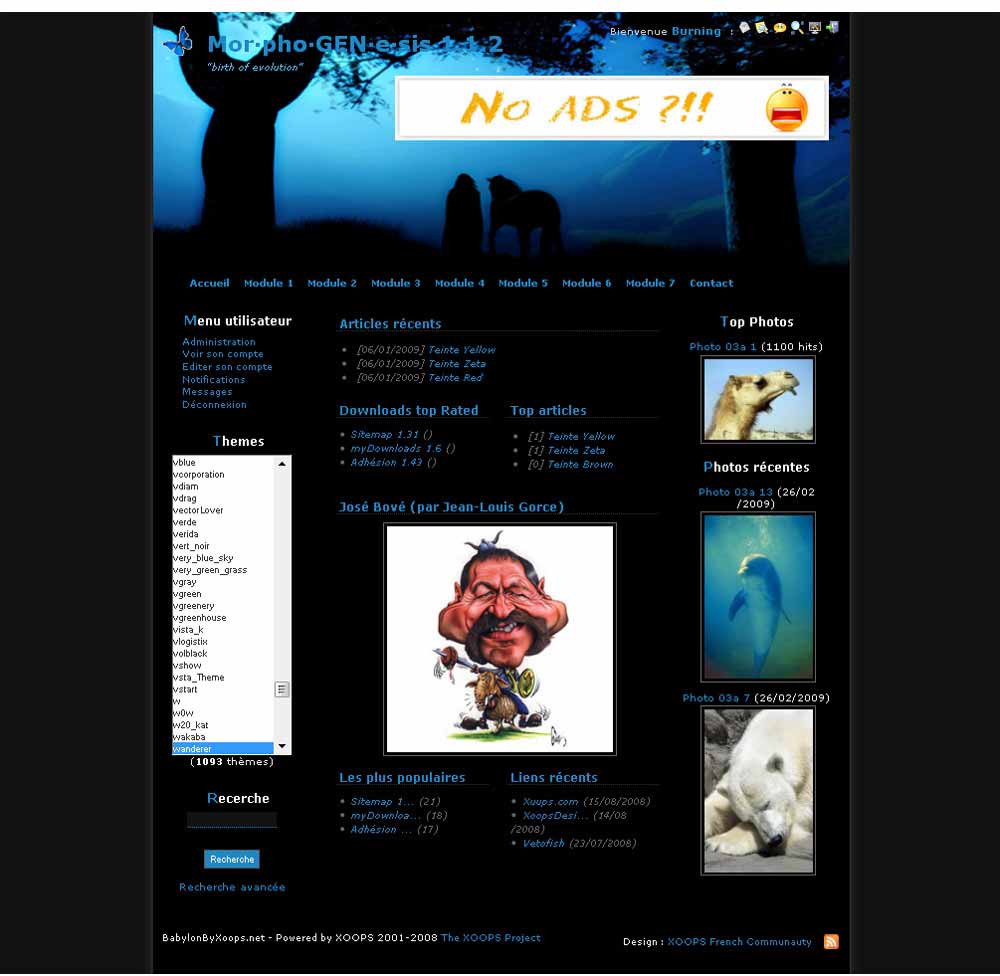 Bienvenue Burning :
Mor·pho·GEN·e·sis 1.1.2
"birth of evolution"
No ADS ?!!
Accueil Module 1 Module 2 Module 3 Module 4 Module 5 Module 6 Module 7 Contact
Menu utilisateur
Administration
Voir son compte
Editer son compte
Notifications
Messages
Déconnexion
Themes
vblue
vcorporation
vdiam
vdrag
vectorLover
verde
verida
vert_noir
very_blue_sky
very_green_grass
vgray
vgreen
vgreenery
vgreenhouse
vista_k
vlogistix
volblack
vshow
vsta_Theme
vstart
w
w0w
w20_kat
wakaba
wanderer
(1093 thèmes)
Recerche
Recherche
Recherche avancée
Articles récents
[06/01/2009] Teinte Yellow
[06/01/2009] Teinte Zeta
[06/01/2009] Teinte Red
Downloads top Rated
Sitemap 1.31 ()
myDownloads 1.6 ()
Adhésion 1.43 ()
Top articles
[1] Teinte Yellow
[1] Teinte Zeta
[0] Teinte Brown
José Bové (par Jean-Louis Gorce)
Les plus populaires
Sitemap 1... (21)
myDownloa... (18)
Adhésion ... (17)
Liens récents
Xuups.com (15/08/2008)
XoopsDesi... (14/08
/2008)
Vetofish (23/07/2008)
Top Photos
Photo 03a 1 (1100 hits)
Photos récentes
Photo 03a 13 (26/02
/2009)
Photo 03a 7 (26/02/2009)
BabylonByXoops.net - Powered by XOOPS 2001-2008 The XOOPS Project
Design : XOOPS French Communauty